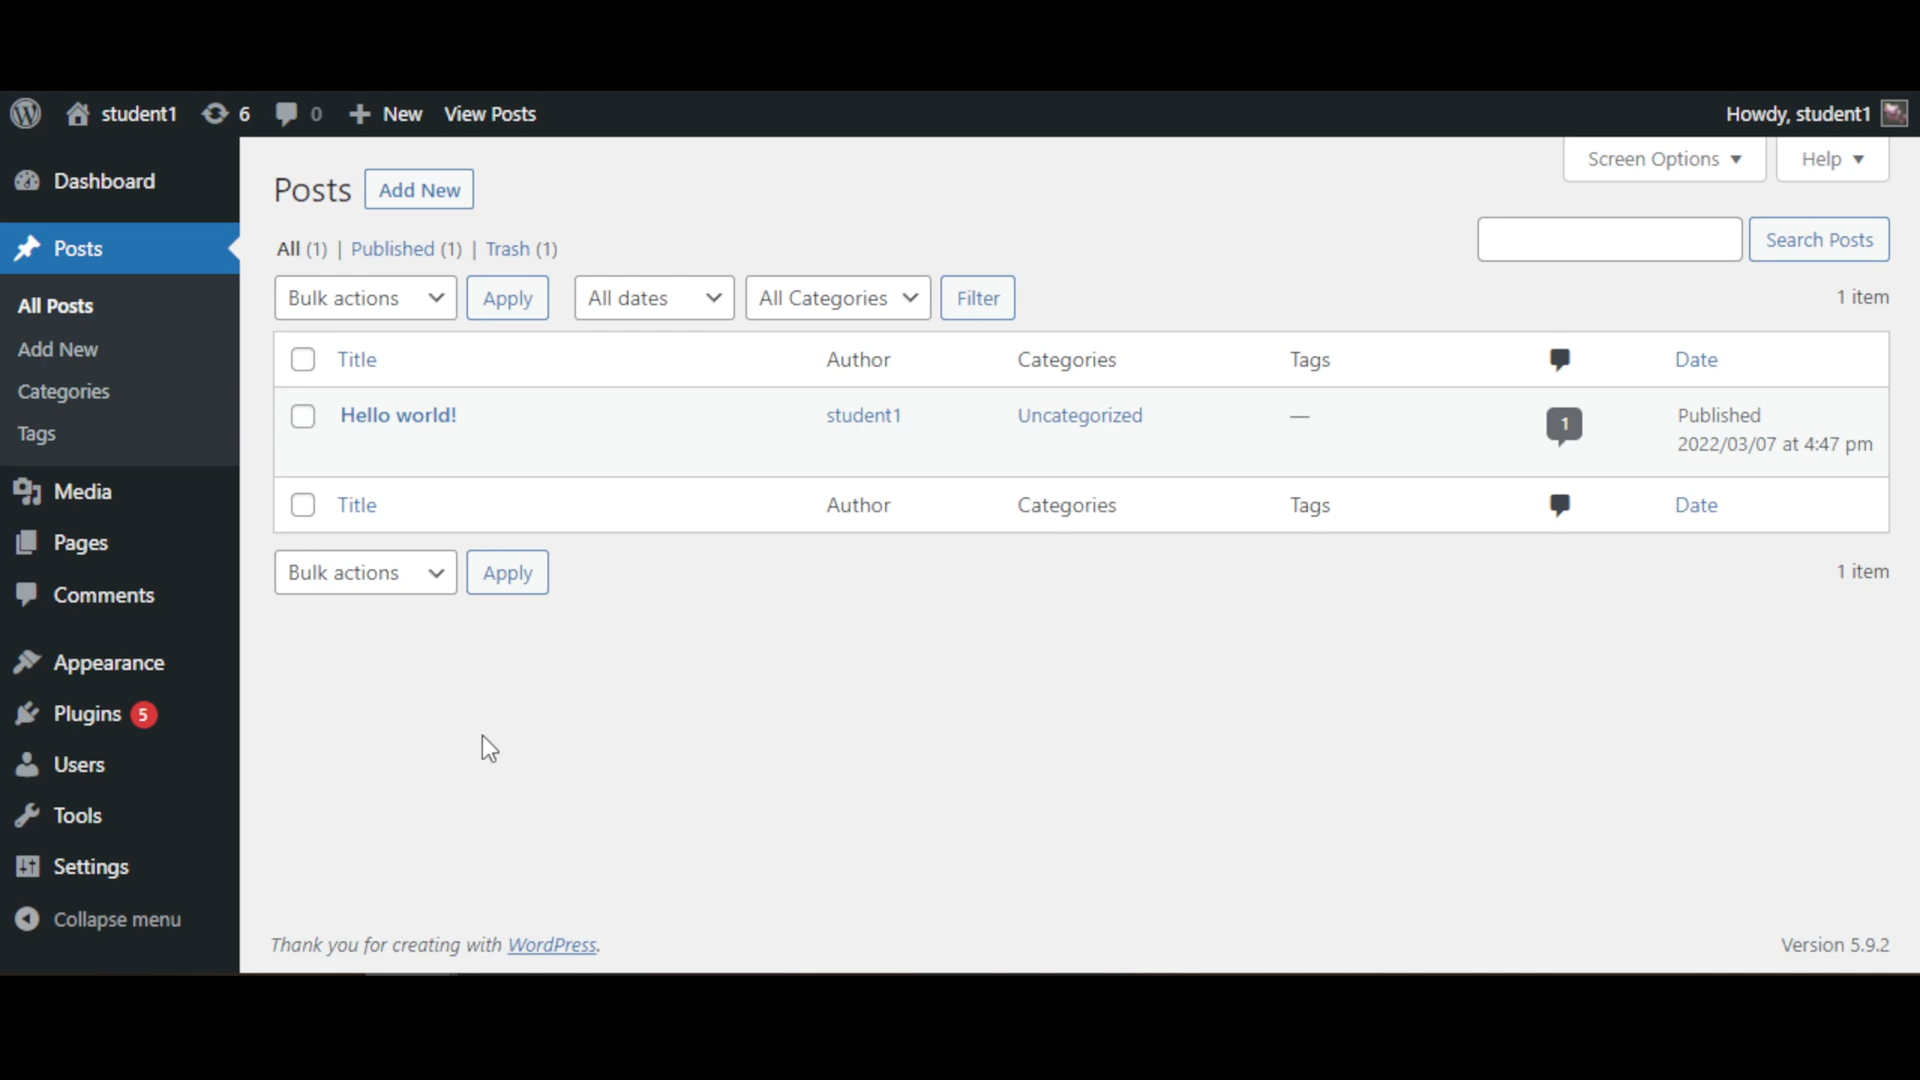 student1 6 0 New View Posts Howdy, student1
Screen Options Help
Dashboard
Posts
All Posts
Add New
Categories
Tags
Media
Pages
Comments
Appearance
Plugins 5
Users
Tools
Settings
Collapse menu
Posts Add New
All (1) | Published (1) | Trash (1)
Search Posts
Bulk actions Apply All dates All Categories Filter 1 item
Title Author Categories Tags Date
Hello world! student1 Uncategorized — 1 Published
2022/03/07 at 4:47 pm
Title Author Categories Tags Date
Bulk actions Apply 1 item
Thank you for creating with WordPress. Version 5.9.2